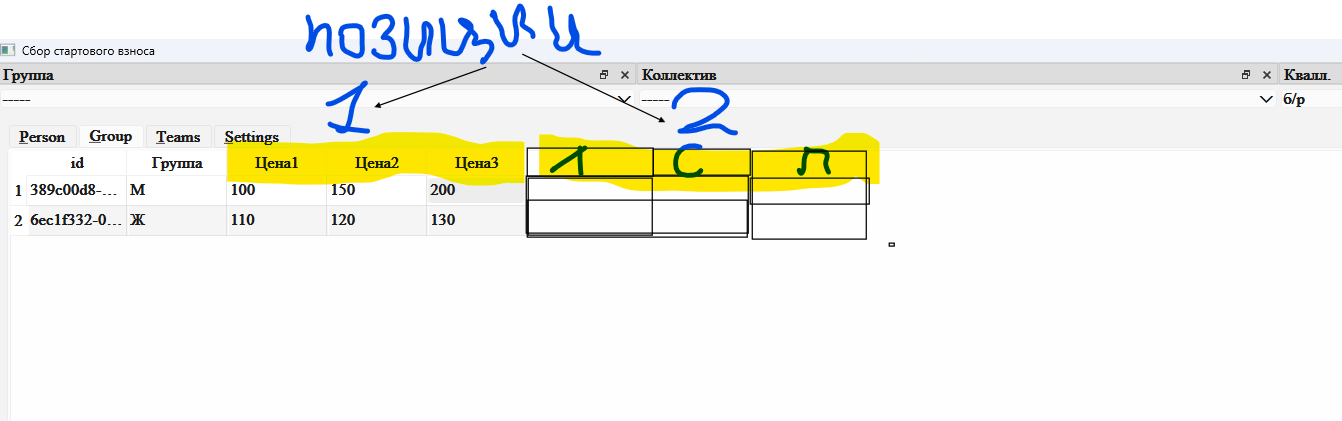 позиции
Сбор стартового взноса
Группа Коллектив Квалл.
----- 1 ----- 2 б/р
Person Group Teams Settings
id Группа Цена1 Цена2 Цена3 Л С П
1 389c00d8-... М 100 150 200
2 6ec1f332-0... Ж 110 120 130